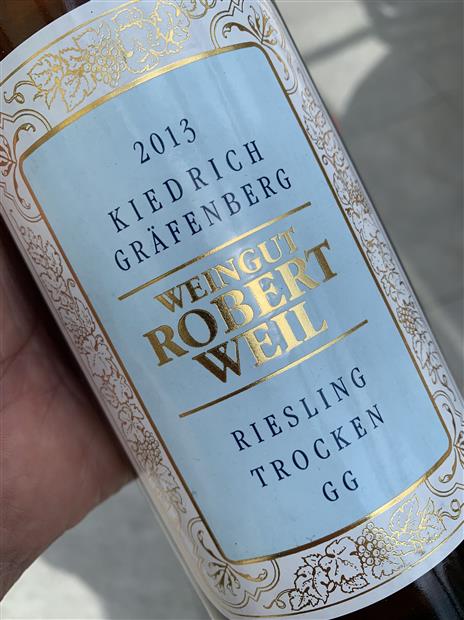 2013
KIEDRICH
GRÄFENBERG
WEINGUT
ROBERT
WEIL
RIESLING
TROCKEN
GG